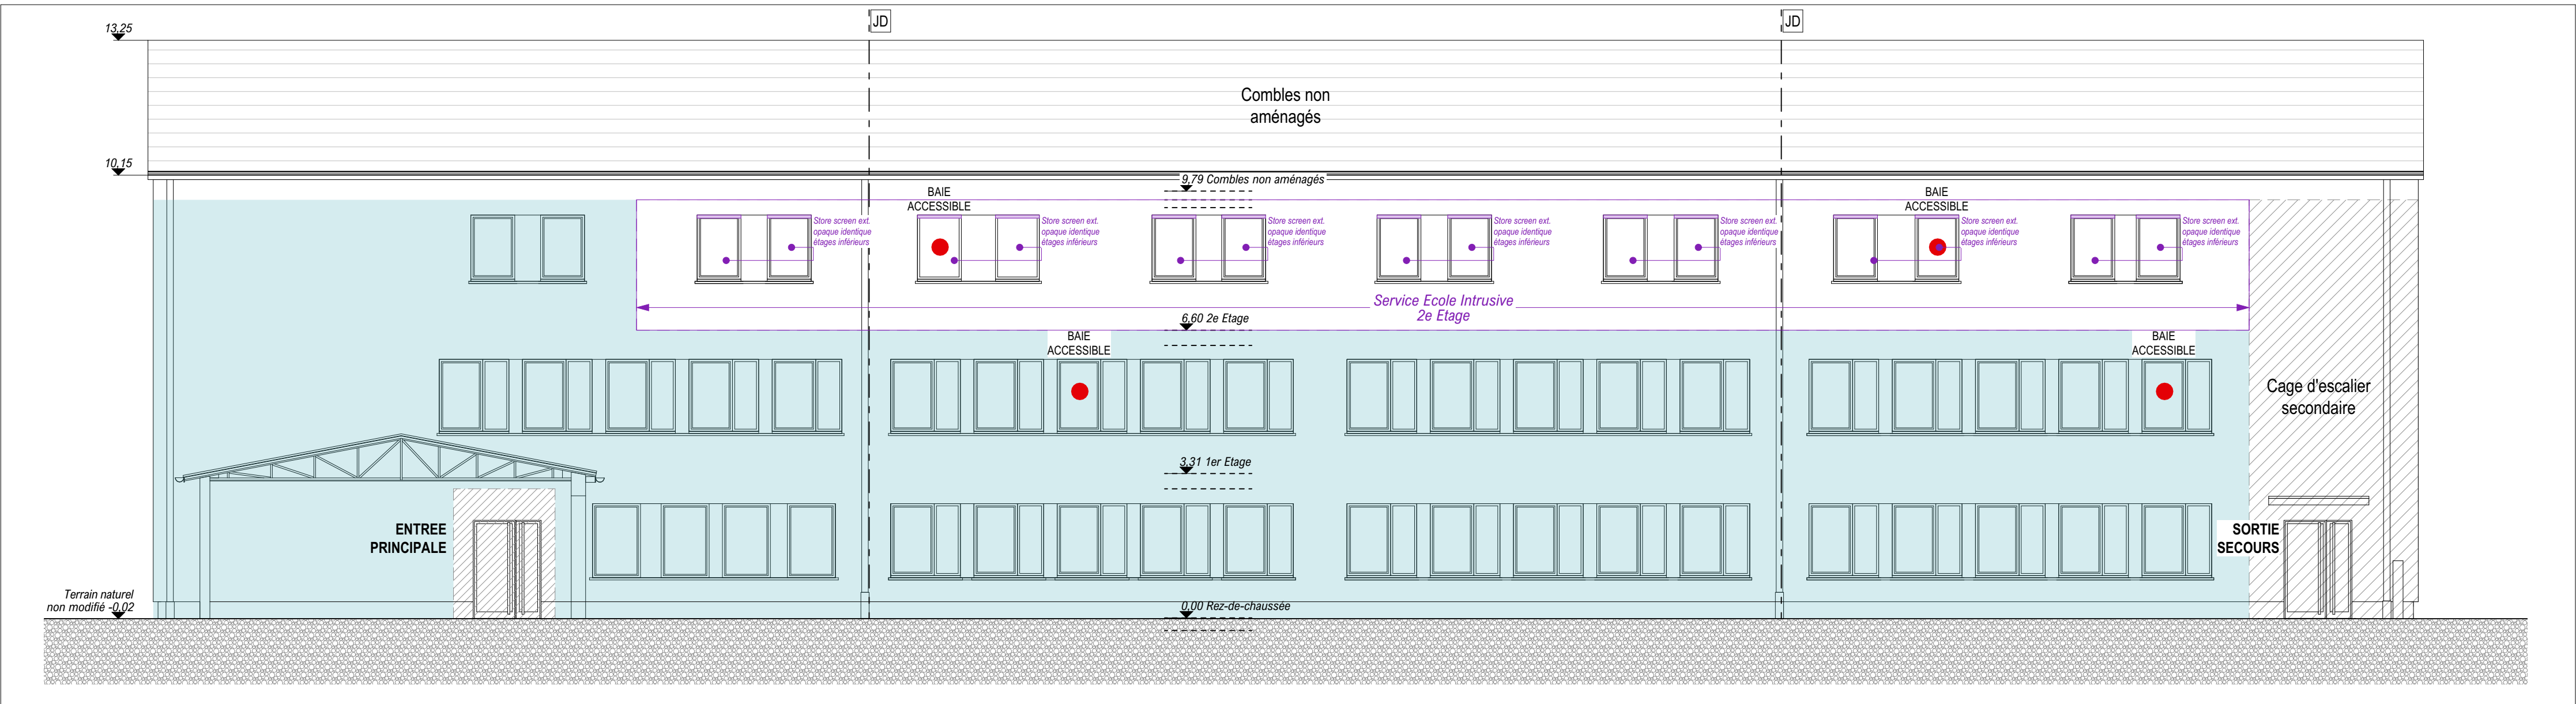 JD
JD
13,25
Combles non
aménagés
10,15
9,79 Combles non aménagés
BAIE
ACCESSIBLE
BAIE
ACCESSIBLE
Store screen ext.
opaque identique
étages inférieurs
Store screen ext.
opaque identique
étages inférieurs
Store screen ext.
opaque identique
étages inférieurs
Store screen ext.
opaque identique
étages inférieurs
Store screen ext.
opaque identique
étages inférieurs
Store screen ext.
opaque identique
étages inférieurs
Store screen ext.
opaque identique
étages inférieurs
Service Ecole Intrusive
2e Etage
6,60 2e Etage
BAIE
ACCESSIBLE
BAIE
ACCESSIBLE
Cage d'escalier
secondaire
3,31 1er Etage
ENTREE
PRINCIPALE
SORTIE
SECOURS
Terrain naturel
non modifié -0,02
0,00 Rez-de-chaussée